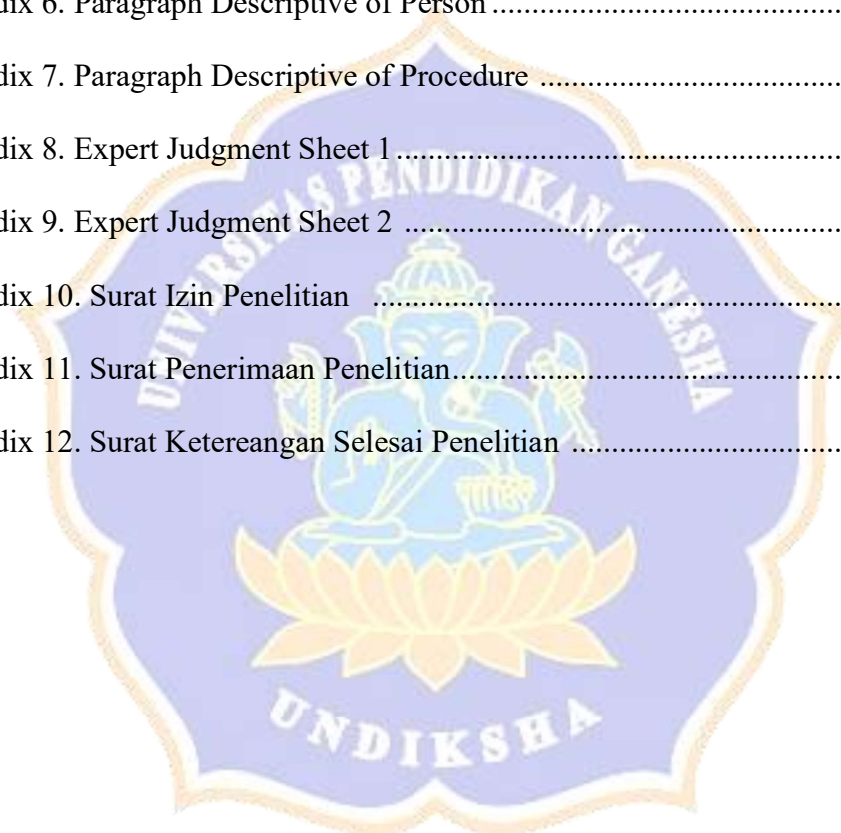 dix 6. Paragraph Descriptive of Person ............................................
dix 7. Paragraph Descriptive of Procedure ......................................
dix 8. Expert Judgment Sheet 1 ........................................................
dix 9. Expert Judgment Sheet 2 .......................................................
dix 10. Surat Izin Penelitian ...........................................................
dix 11. Surat Penerimaan Penelitian.................................................
dix 12. Surat Ketereangan Selesai Penelitian ..................................
UNIVERSITAS PENDIDIKAN GANESHA
UNDIKSHA